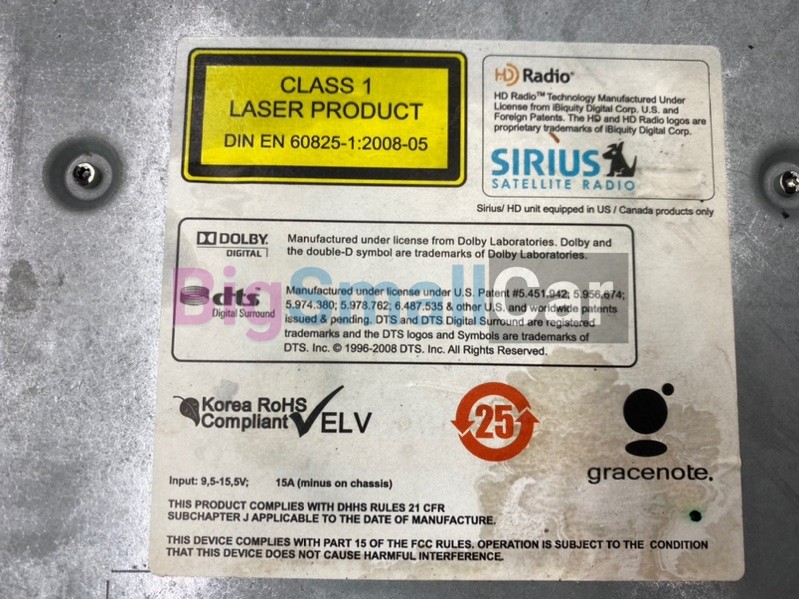 CLASS 1
LASER PRODUCT
DIN EN 60825-1:2008-05
HD Radio®
HD Radio™ Technology Manufactured Under
License from iBiquity Digital Corp. U.S. and
Foreign Patents. The HD and HD Radio logos are
proprietary trademarks of iBiquity Digital Corp.
SIRIUS
SATELLITE RADIO
Sirius/ HD unit equipped in US / Canada products only
DOLBY
DIGITAL
Manufactured under license from Dolby Laboratories. Dolby and
the double-D symbol are trademarks of Dolby Laboratories.
BigSmallCar
dts
Digital Surround
Manufactured under license under U.S. Patent #5.451.942; 5.956.674;
5.974.380; 5.978.762; 6.487.535 & other U.S. and worldwide patents
issued & pending. DTS and DTS Digital Surround are registered
trademarks and the DTS logos and Symbols are trademarks of
DTS. Inc. © 1996-2008 DTS. Inc. All Rights Reserved.
Korea RoHS
Compliant
ELV
25
gracenote.
Input: 9,5-15,5V; 15A (minus on chassis)
THIS PRODUCT COMPLIES WITH DHHS RULES 21 CFR
SUBCHAPTER J APPLICABLE TO THE DATE OF MANUFACTURE.
THIS DEVICE COMPLIES WITH PART 15 OF THE FCC RULES. OPERATION IS SUBJECT TO THE CONDITION
THAT THIS DEVICE DOES NOT CAUSE HARMFUL INTERFERENCE.